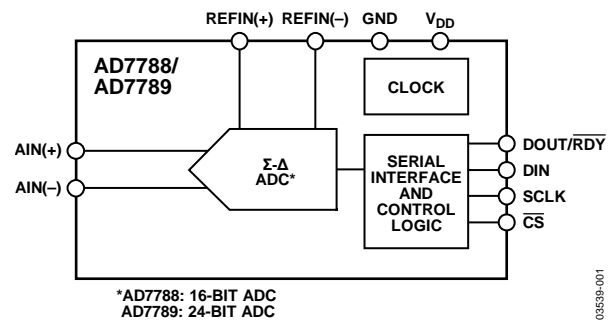 REFIN(+) REFIN(–) GND VDD
AD7788/
AD7789
CLOCK
AIN(+)
AIN(–)
Σ-Δ
ADC*
SERIAL
INTERFACE
AND
CONTROL
LOGIC
DOUT/RDY
DIN
SCLK
CS
*AD7788: 16-BIT ADC
AD7789: 24-BIT ADC
03539-001